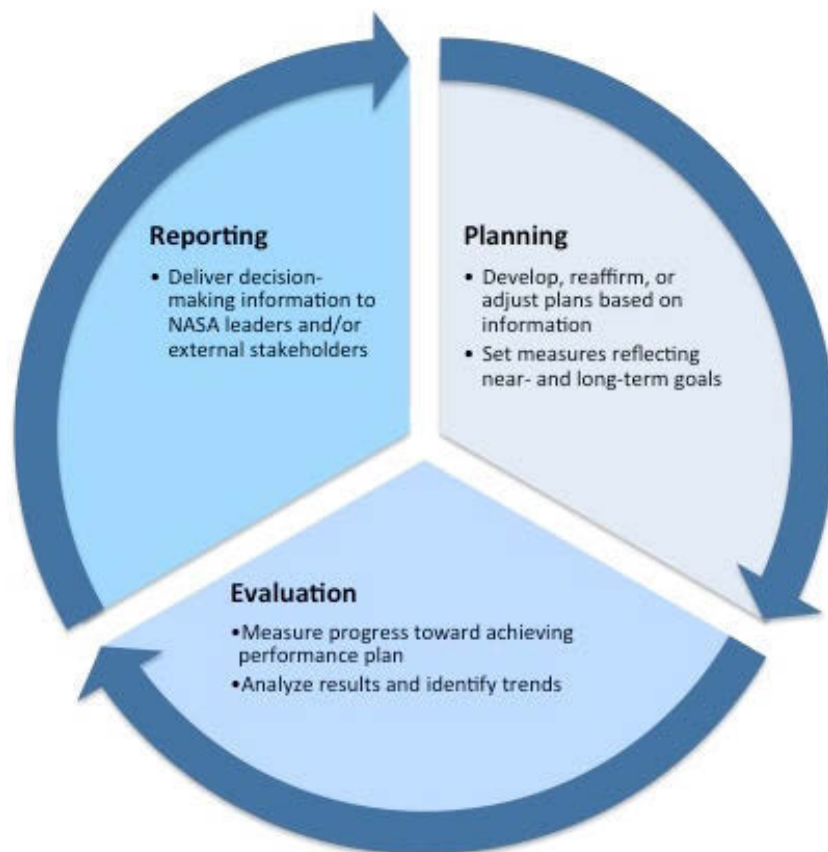 Reporting
• Deliver decision-
making information to
NASA leaders and/or
external stakeholders
Planning
• Develop, reaffirm, or
adjust plans based on
information
• Set measures reflecting
near- and long-term goals
Evaluation
•Measure progress toward achieving
performance plan
•Analyze results and identify trends